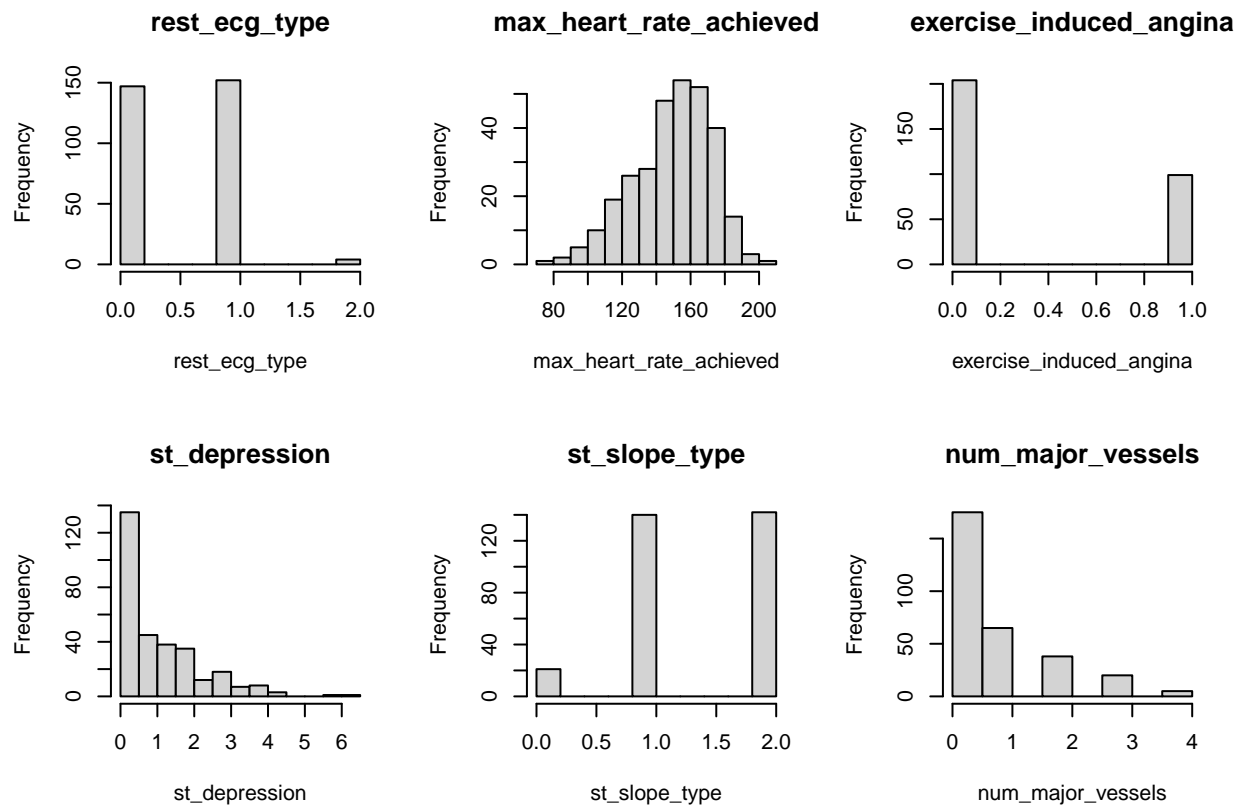 rest_ecg_type
Frequency
0 50 100 150
0.0 0.5 1.0 1.5 2.0
rest_ecg_type
max_heart_rate_achieved
Frequency
0 20 40
80 120 160 200
max_heart_rate_achieved
exercise_induced_angina
Frequency
0 50 150
0.0 0.2 0.4 0.6 0.8 1.0
exercise_induced_angina
st_depression
Frequency
0 40 80 120
0 1 2 3 4 5 6
st_depression
st_slope_type
Frequency
0 40 80 120
0.0 0.5 1.0 1.5 2.0
st_slope_type
num_major_vessels
Frequency
0 50 100
0 1 2 3 4
num_major_vessels